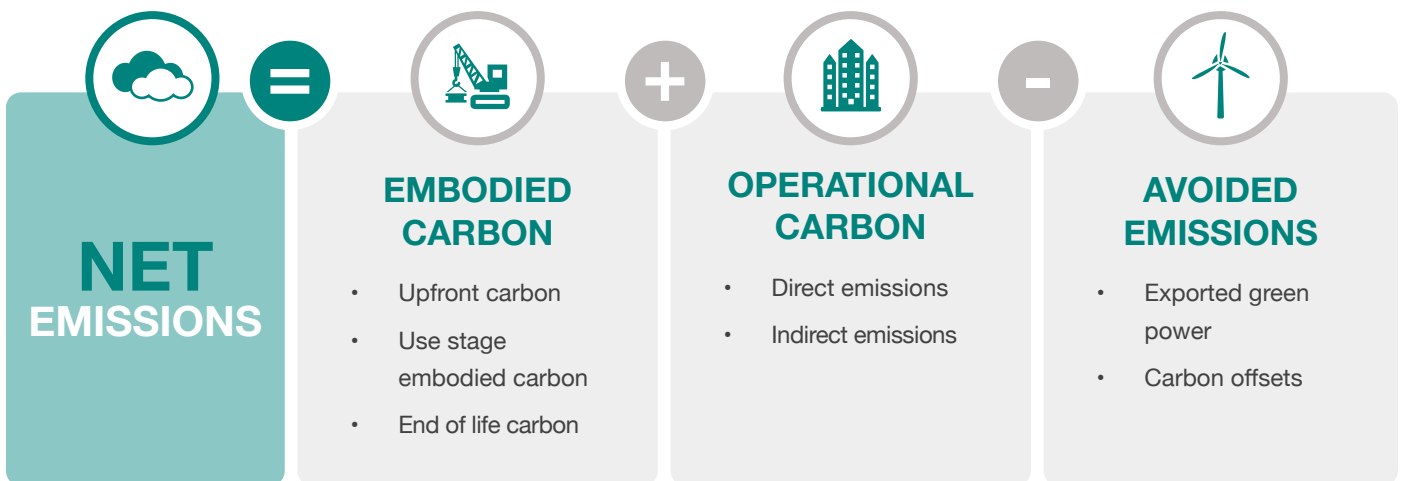 =
+
-
NET
EMISSIONS
EMBODIED
CARBON
• Upfront carbon
• Use stage
embodied carbon
• End of life carbon
OPERATIONAL
CARBON
• Direct emissions
• Indirect emissions
AVOIDED
EMISSIONS
• Exported green
power
• Carbon offsets